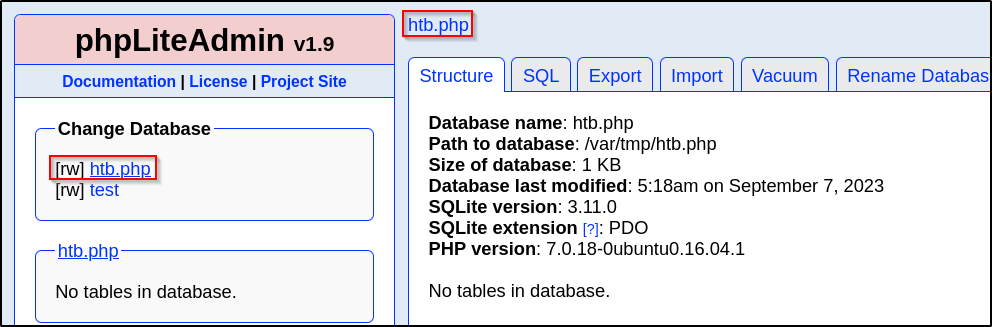 phpLiteAdmin v1.9
Documentation | License | Project Site
Change Database
[rw] htb.php
[rw] test
htb.php
No tables in database.
htb.php
Structure
SQL
Export
Import
Vacuum
Rename Databas
Database name: htb.php
Path to database: /var/tmp/htb.php
Size of database: 1 KB
Database last modified: 5:18am on September 7, 2023
SQLite version: 3.11.0
SQLite extension [?]: PDO
PHP version: 7.0.18-0ubuntu0.16.04.1
No tables in database.